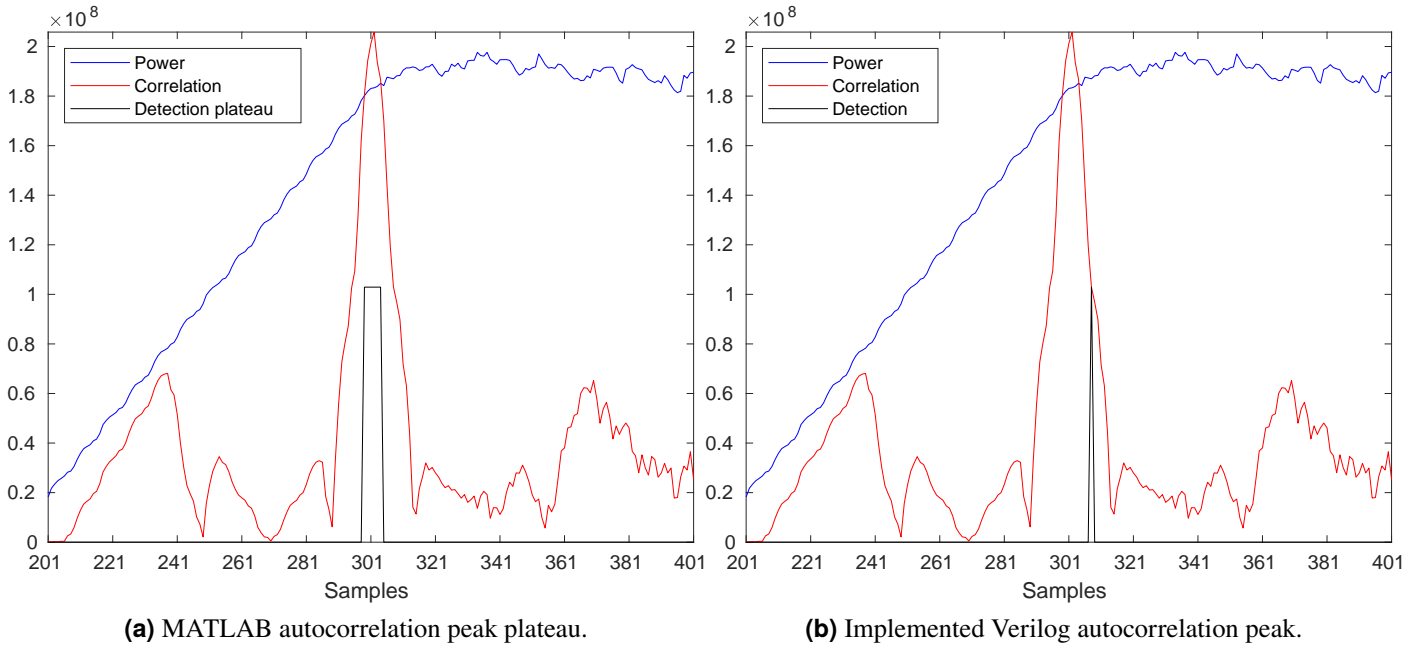 ×10 8
2
1.8
1.6
1.4
1.2
1
0.8
0.6
0.4
0.2
0
Power
Correlation
Detection plateau
201 221 241 261 281 301 321 341 361 381 401
Samples
(a) MATLAB autocorrelation peak plateau.
×10 8
2
1.8
1.6
1.4
1.2
1
0.8
0.6
0.4
0.2
0
Power
Correlation
Detection
201 221 241 261 281 301 321 341 361 381 401
Samples
(b) Implemented Verilog autocorrelation peak.